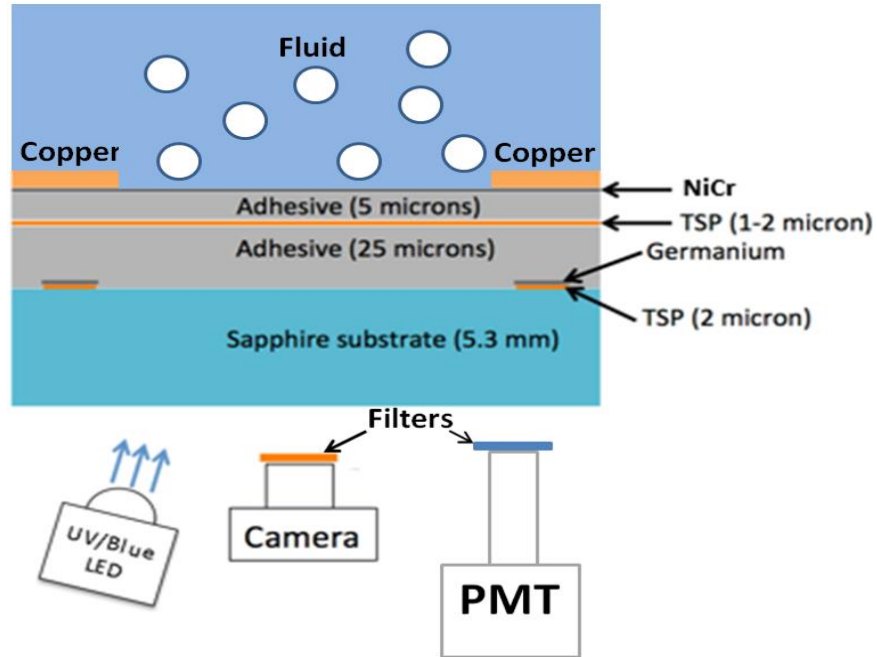 Fluid
Copper
Copper
NiCr
Adhesive (5 microns)
TSP (1-2 micron)
Adhesive (25 microns)
Germanium
TSP (2 micron)
Sapphire substrate (5.3 mm)
Filters
UV/Blue
LED
Camera
PMT